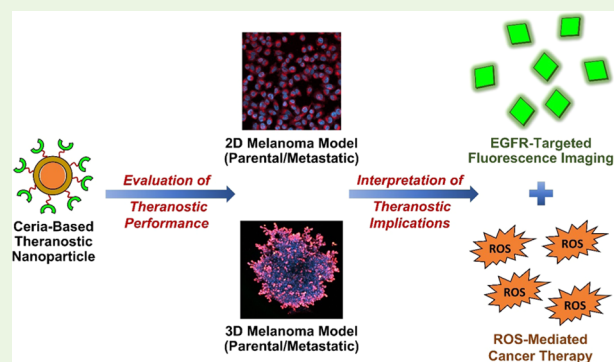 Ceria-Based
Theranostic
Nanoparticle
Evaluation of
Theranostic
Performance
2D Melanoma Model
(Parental/Metastatic)
3D Melanoma Model
(Parental/Metastatic)
Interpretation of
Theranostic
Implications
EGFR-Targeted
Fluorescence Imaging
ROS
ROS
ROS
ROS
ROS-Mediated
Cancer Therapy